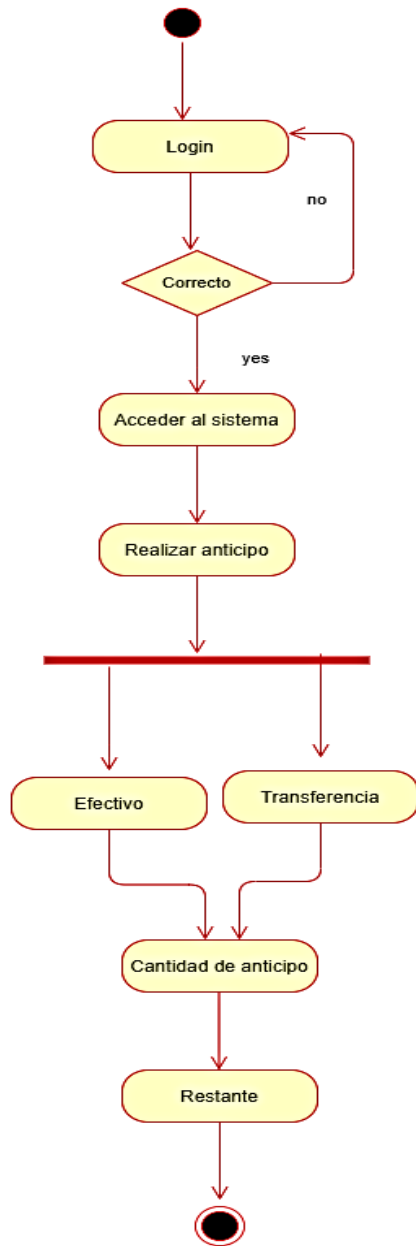 Login
no
Correcto
yes
Acceder al sistema
Realizar anticipo
Efectivo
Transferencia
Cantidad de anticipo
Restante